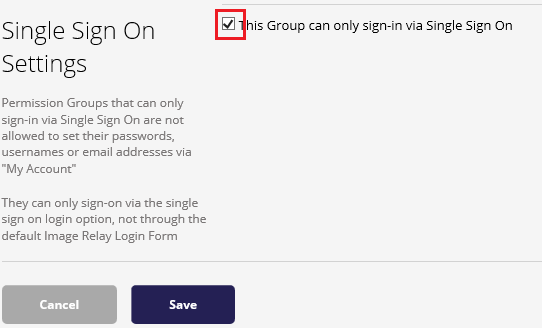 Single Sign On
Settings
This Group can only sign-in via Single Sign On
Permission Groups that can only
sign-in via Single Sign On are not
allowed to set their passwords,
usernames or email addresses via
"My Account"
They can only sign-on via the single
sign on login option, not through the
default Image Relay Login Form
Cancel
Save